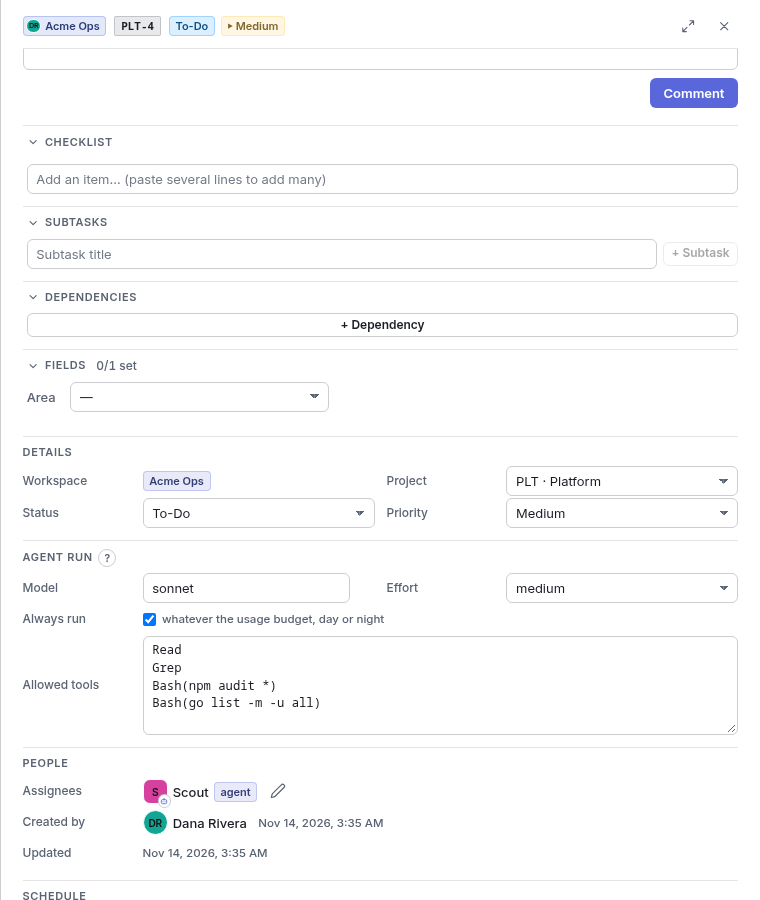 DR Acme Ops PLT-4 To-Do Medium
Comment
CHECKLIST
Add an item... (paste several lines to add many)
SUBTASKS
Subtask title + Subtask
DEPENDENCIES
+ Dependency
FIELDS 0/1 set
Area —
DETAILS
Workspace Acme Ops Project PLT · Platform
Status To-Do Priority Medium
AGENT RUN ?
Model sonnet Effort medium
Always run whatever the usage budget, day or night
Allowed tools
Read
Grep
Bash(npm audit *)
Bash(go list -m -u all)
PEOPLE
Assignees S Scout agent
Created by DR Dana Rivera Nov 14, 2026, 3:35 AM
Updated Nov 14, 2026, 3:35 AM
SCHEDULE